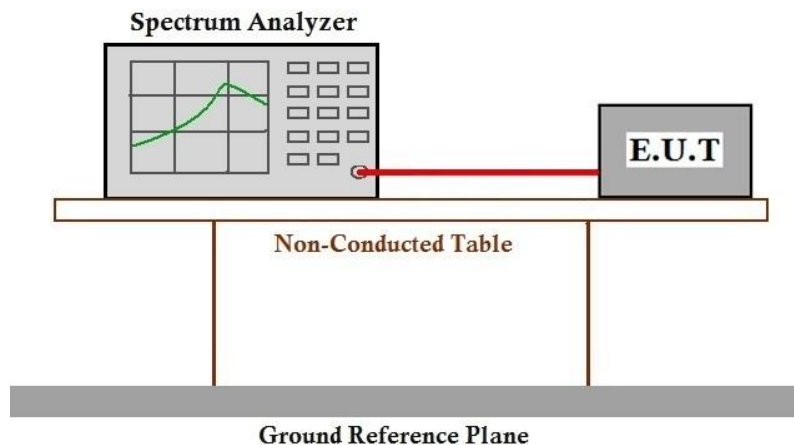 Spectrum Analyzer
E.U.T
Non-Conducted Table
Ground Reference Plane